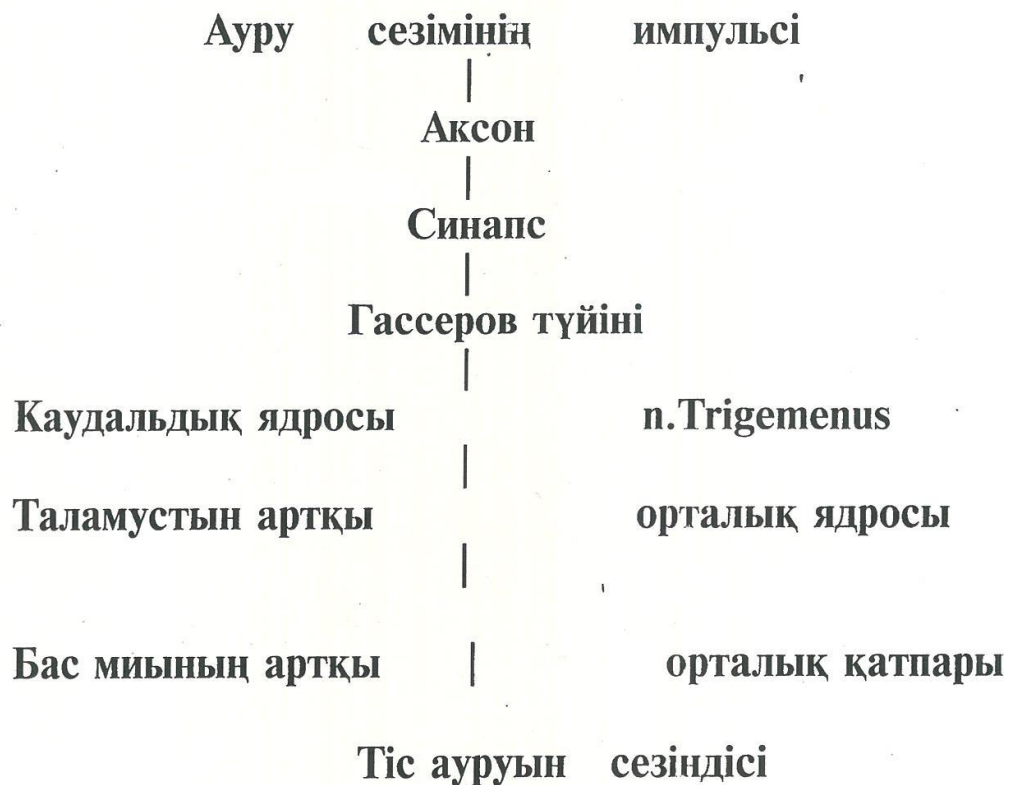 Ауру сезімінің импульсі
Аксон
Синапс
Гассеров түйіні
Каудальдық ядросы n.Trigemenus
Таламустын артқы орталық ядросы
Бас миының артқы орталық қатпары
Тіс ауруын сезіндісі